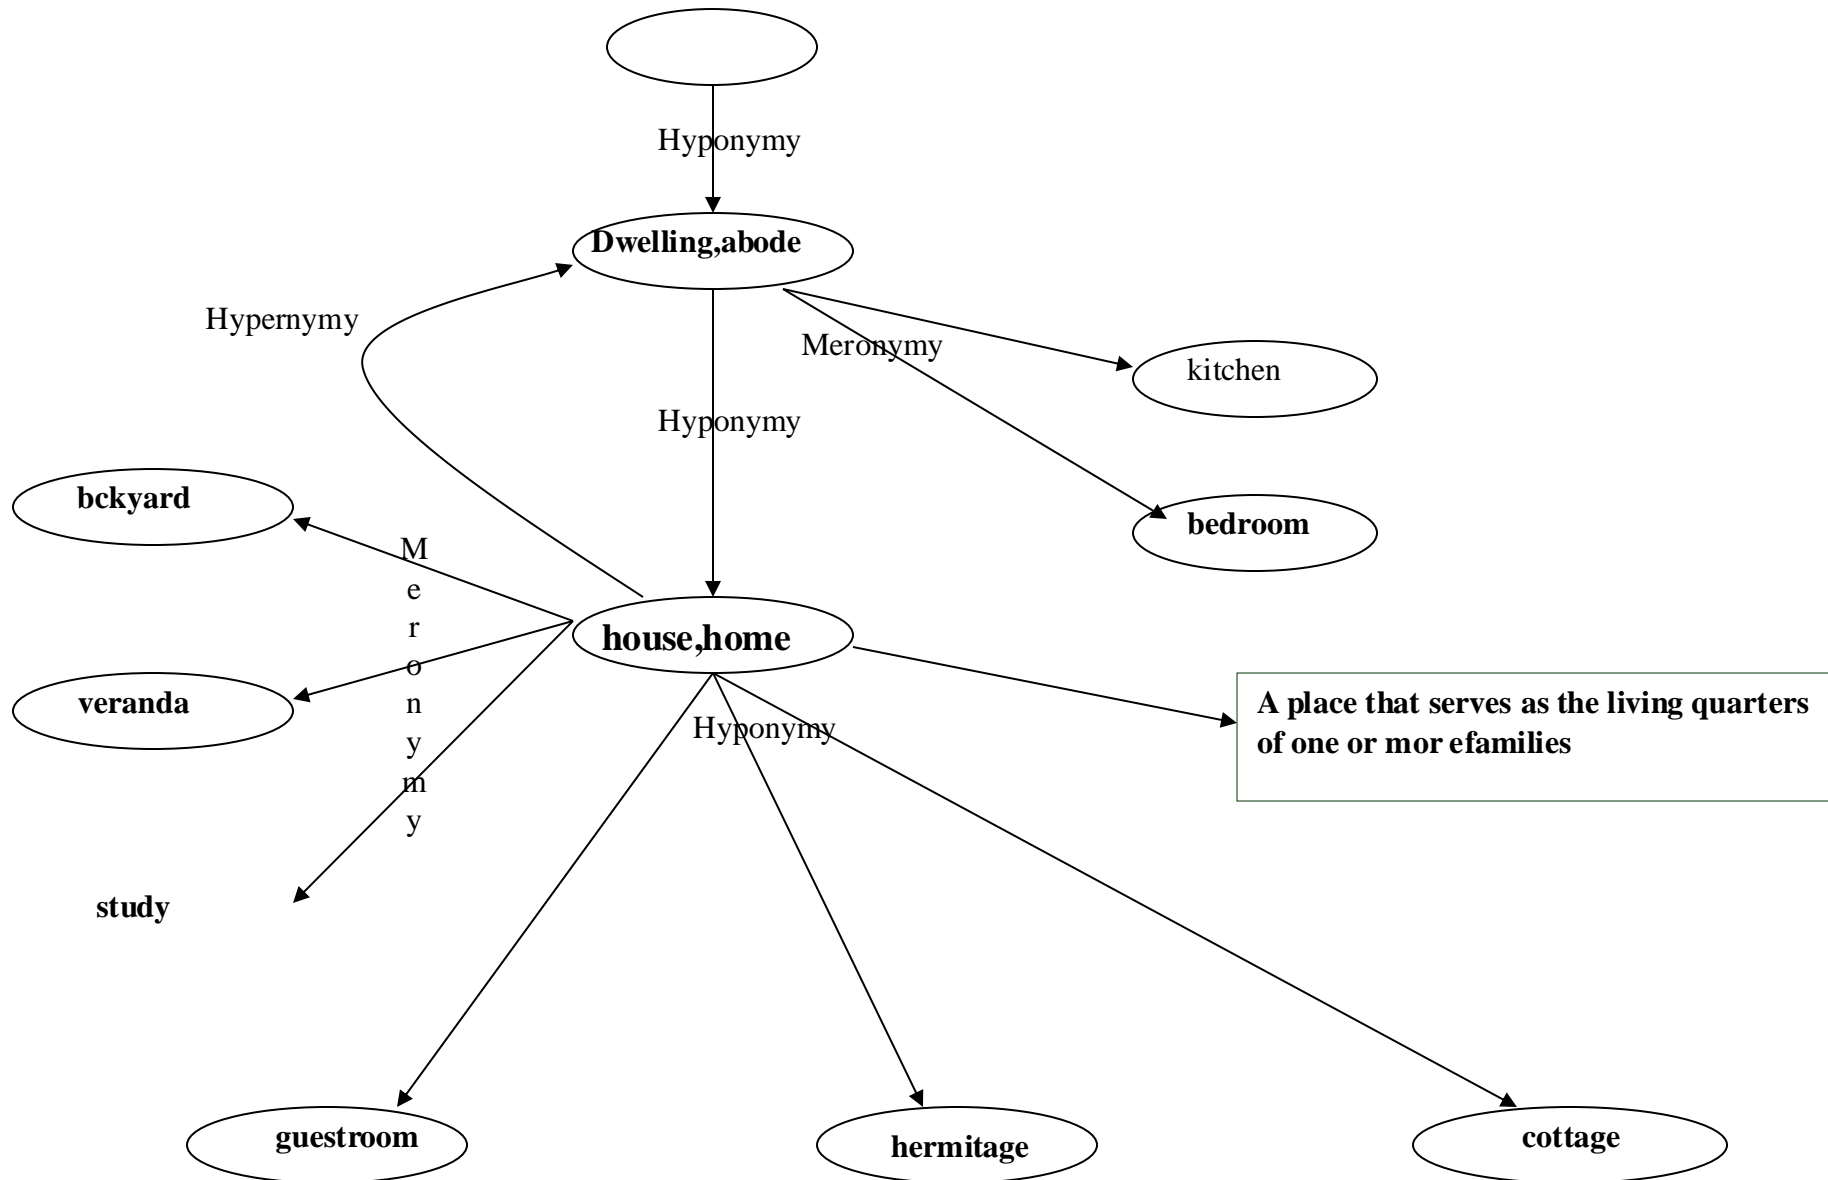 Hyponymy
Dwelling,abode
Hypernymy
Meronymy
kitchen
Hyponymy
bckyard
bedroom
Meronymy
house,home
veranda
A place that serves as the living quarters
of one or mor efamilies
Hyponymy
study
guestroom
hermitage
cottage